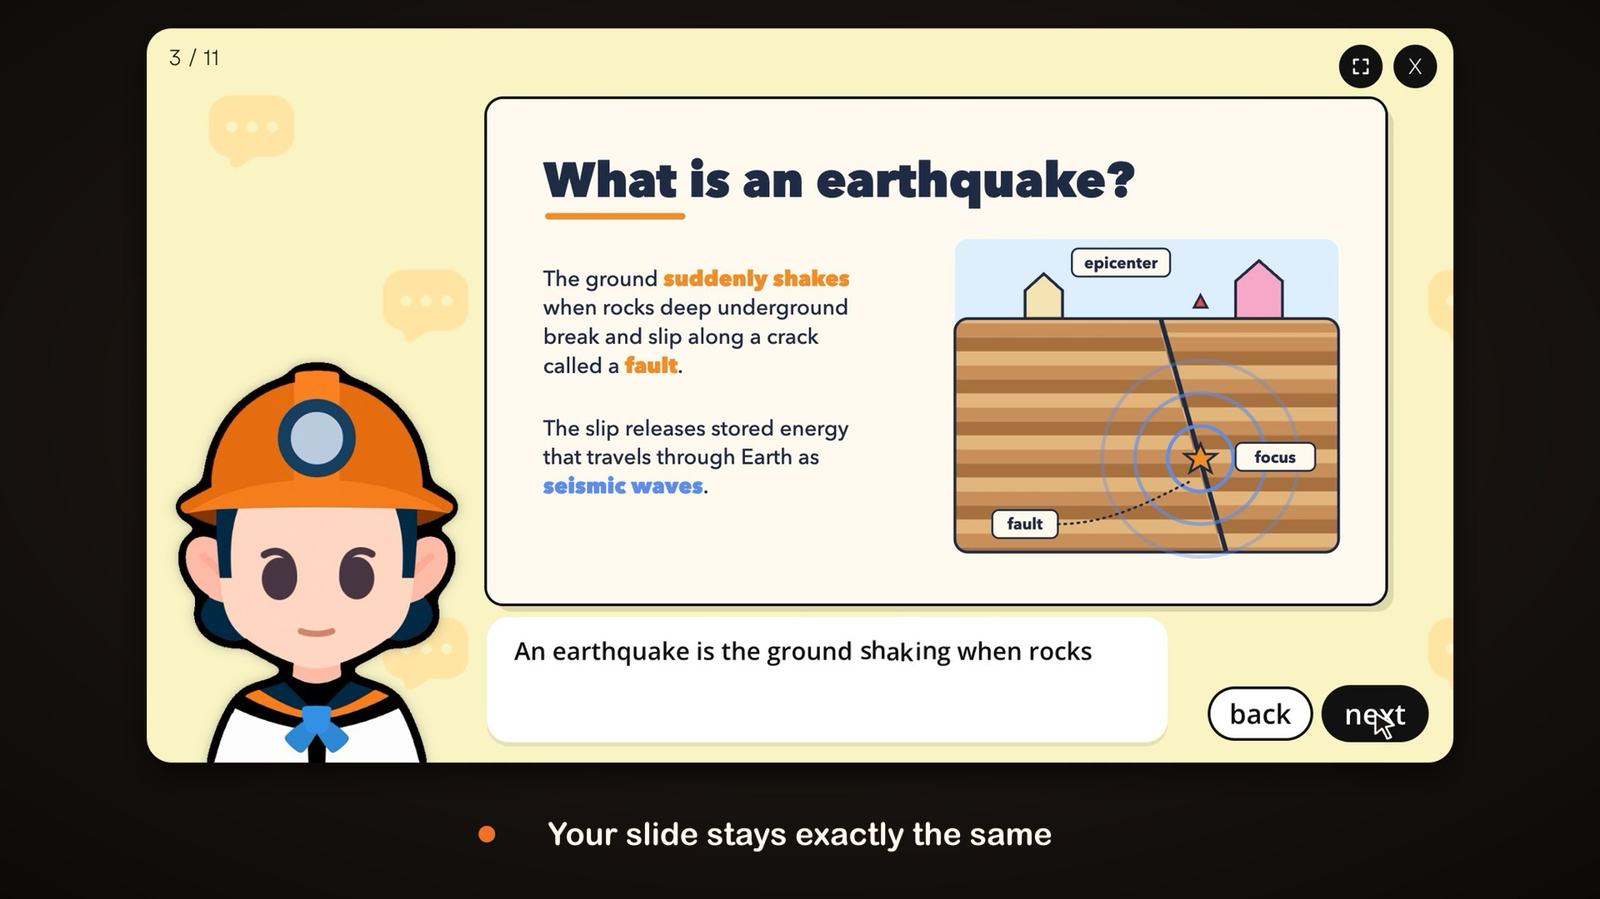 3 / 11
X
What is an earthquake?
The ground suddenly shakes
when rocks deep underground
break and slip along a crack
called a fault.
The slip releases stored energy
that travels through Earth as
seismic waves.
epicenter
focus
fault
An earthquake is the ground shaking when rocks
back
next
Your slide stays exactly the same